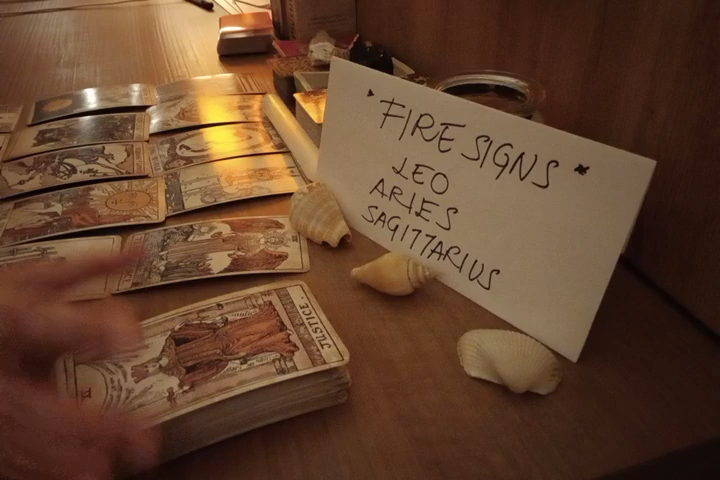 FIRE SIGNS
LEO
ARIES
SAGITTARIUS
JUSTICE.